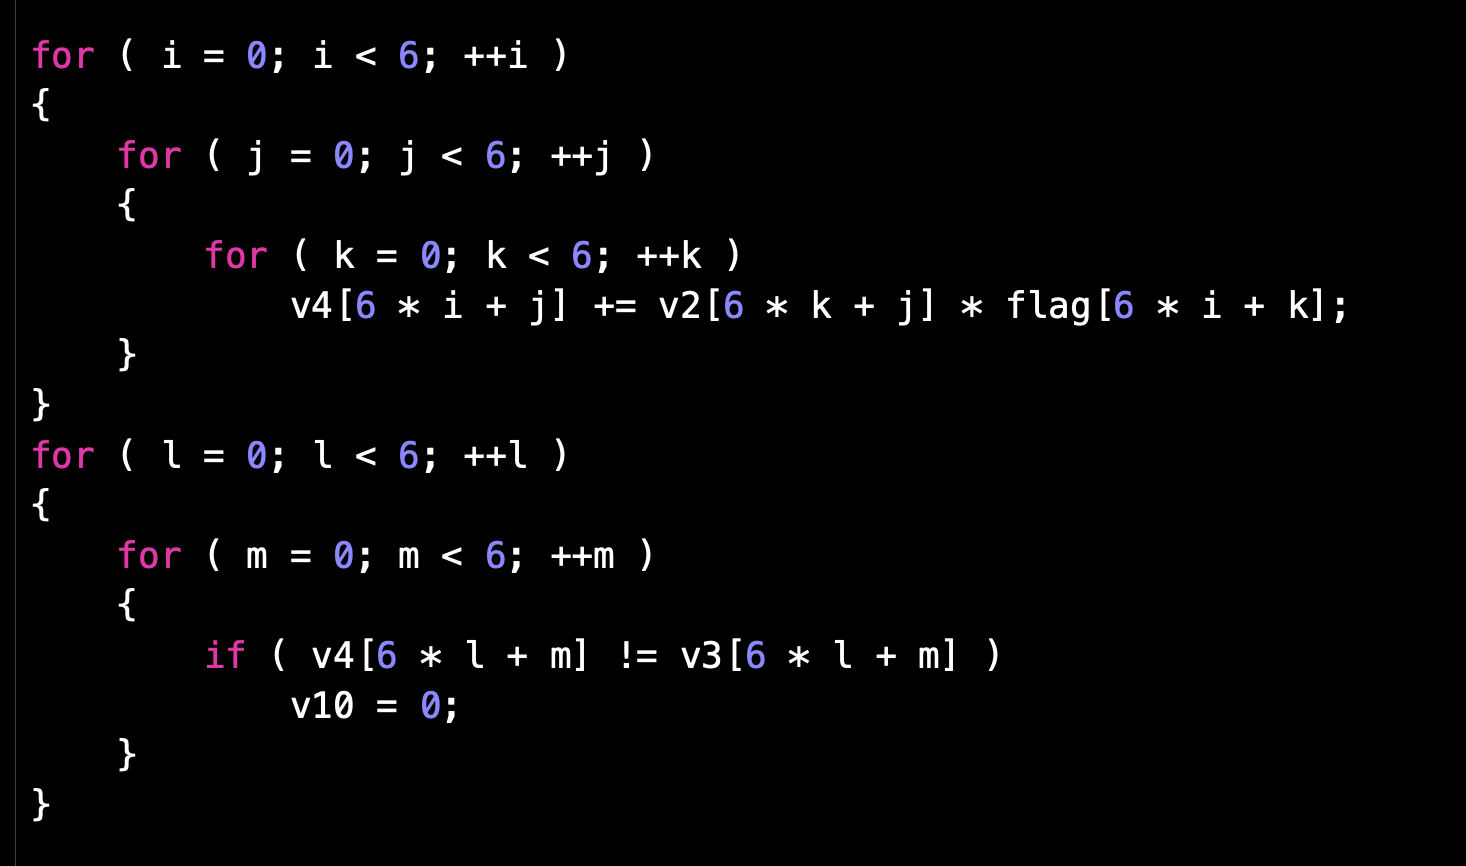 for ( i = 0; i < 6; ++i )
{
    for ( j = 0; j < 6; ++j )
    {
        for ( k = 0; k < 6; ++k )
            v4[6 * i + j] += v2[6 * k + j] * flag[6 * i + k];
    }
}
for ( l = 0; l < 6; ++l )
{
    for ( m = 0; m < 6; ++m )
    {
        if ( v4[6 * l + m] != v3[6 * l + m] )
            v10 = 0;
    }
}